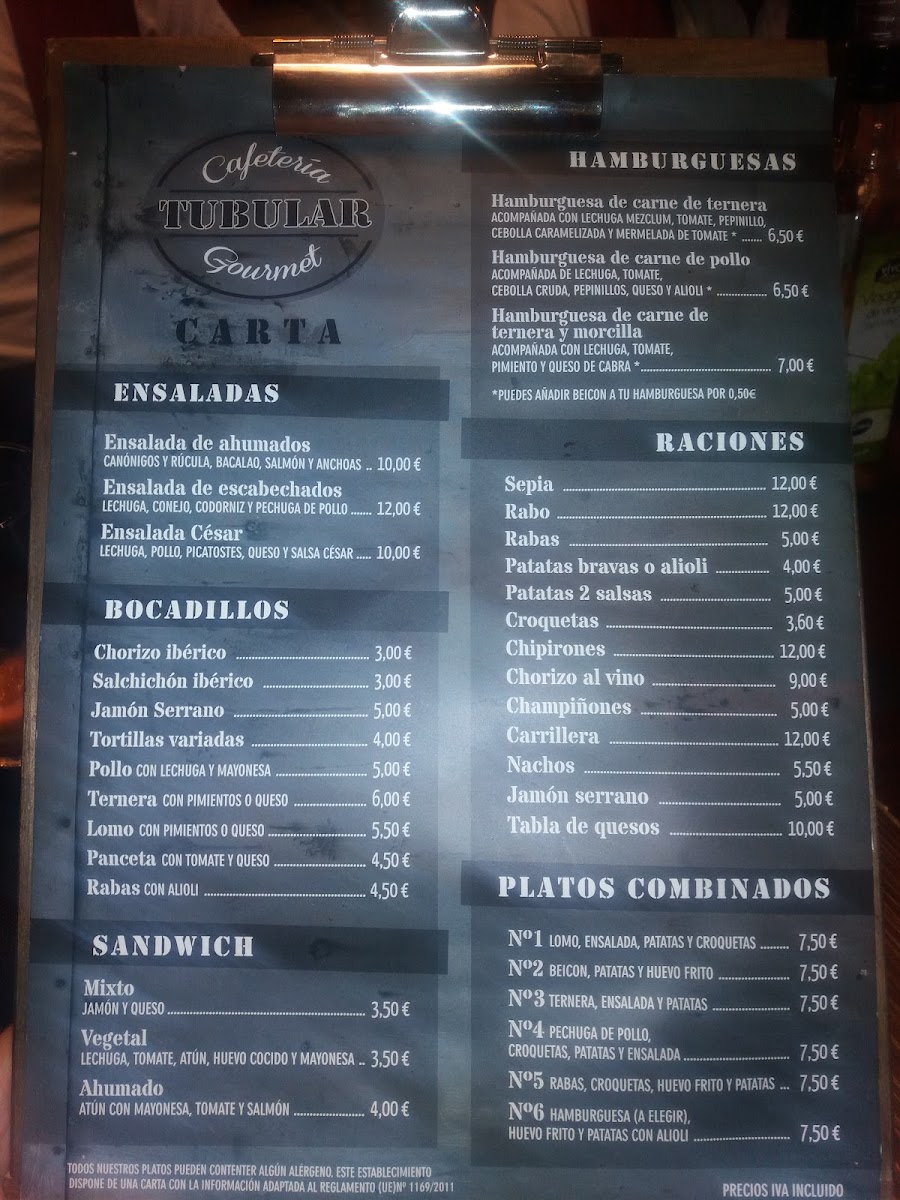 Cafetería
TUBULAR
Gourmet
CARTA
ENSALADAS
Ensalada de ahumados
CANÓNIGOS Y RÚCULA, BACALAO, SALMÓN Y ANCHOAS .. 10,00 €
Ensalada de escabechados
LECHUGA, CONEJO, CODORNIZ Y PECHUGA DE POLLO ...... 12,00 €
Ensalada César
LECHUGA, POLLO, PICATOSTES, QUESO Y SALSA CÉSAR ..... 10,00 €
BOCADILLOS
Chorizo ibérico ..... 3,00 €
Salchichón ibérico ..... 3,00 €
Jamón Serrano ..... 5,00 €
Tortillas variadas ..... 4,00 €
Pollo CON LECHUGA Y MAYONESA ..... 5,00 €
Ternera CON PIMIENTOS O QUESO ..... 6,00 €
Lomo CON PIMIENTOS O QUESO ..... 5,50 €
Panceta CON TOMATE Y QUESO ..... 4,50 €
Rabas CON ALIOLI ..... 4,50 €
SANDWICH
Mixto
JAMÓN Y QUESO ..... 3,50 €
Vegetal
LECHUGA, TOMATE, ATÚN, HUEVO COCIDO Y MAYONESA .. 3,50 €
Ahumado
ATÚN CON MAYONESA, TOMATE Y SALMÓN ..... 4,00 €
TODOS NUESTROS PLATOS PUEDEN CONTENTER ALGÚN ALÉRGENO. ESTE ESTABLECIMIENTO
DISPONE DE UNA CARTA CON LA INFORMACIÓN ADAPTADA AL REGLAMENTO (UE)Nº 1169/2011
HAMBURGUESAS
Hamburguesa de carne de ternera
ACOMPAÑADA CON LECHUGA MEZCLUM, TOMATE, PEPINILLO,
CEBOLLA CARAMELIZADA Y MERMELADA DE TOMATE * ...... 6,50 €
Hamburguesa de carne de pollo
ACOMPAÑADA DE LECHUGA, TOMATE,
CEBOLLA CRUDA, PEPINILLOS, QUESO Y ALIOLI * ..... 6,50 €
Hamburguesa de carne de
ternera y morcilla
ACOMPAÑADA CON LECHUGA, TOMATE,
PIMIENTO Y QUESO DE CABRA * ..... 7,00 €
*PUEDES AÑADIR BEICON A TU HAMBURGUESA POR 0,50€
RACIONES
Sepia ..... 12,00 €
Rabo ..... 12,00 €
Rabas ..... 5,00 €
Patatas bravas o alioli ..... 4,00 €
Patatas 2 salsas ..... 5,00 €
Croquetas ..... 3,60 €
Chipirones ..... 12,00 €
Chorizo al vino ..... 9,00 €
Champiñones ..... 5,00 €
Carrillera ..... 12,00 €
Nachos ..... 5,50 €
Jamón serrano ..... 5,00 €
Tabla de quesos ..... 10,00 €
PLATOS COMBINADOS
Nº1 LOMO, ENSALADA, PATATAS Y CROQUETAS ..... 7,50 €
Nº2 BEICON, PATATAS Y HUEVO FRITO ..... 7,50 €
Nº3 TERNERA, ENSALADA Y PATATAS ..... 7,50 €
Nº4 PECHUGA DE POLLO,
CROQUETAS, PATATAS Y ENSALADA ..... 7,50 €
Nº5 RABAS, CROQUETAS, HUEVO FRITO Y PATATAS ... 7,50 €
Nº6 HAMBURGUESA (A ELEGIR),
HUEVO FRITO Y PATATAS CON ALIOLI ..... 7,50 €
PRECIOS IVA INCLUIDO